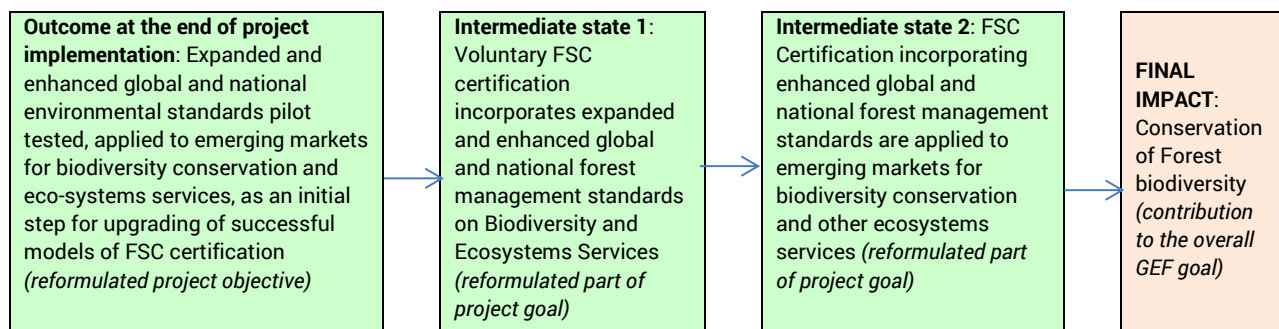 Outcome at the end of project
implementation: Expanded and
enhanced global and national
environmental standards pilot
tested, applied to emerging markets
for biodiversity conservation and
eco-systems services, as an initial
step for upgrading of successful
models of FSC certification
(reformulated project objective)
Intermediate state 1:
Voluntary FSC
certification
incorporates expanded
and enhanced global
and national forest
management standards
on Biodiversity and
Ecosystems Services
(reformulated part of
project goal)
Intermediate state 2: FSC
Certification incorporating
enhanced global and
national forest management
standards are applied to
emerging markets for
biodiversity conservation
and other ecosystems
services (reformulated part
of project goal)
FINAL
IMPACT:
Conservation
of Forest
biodiversity
(contribution
to the overall
GEF goal)